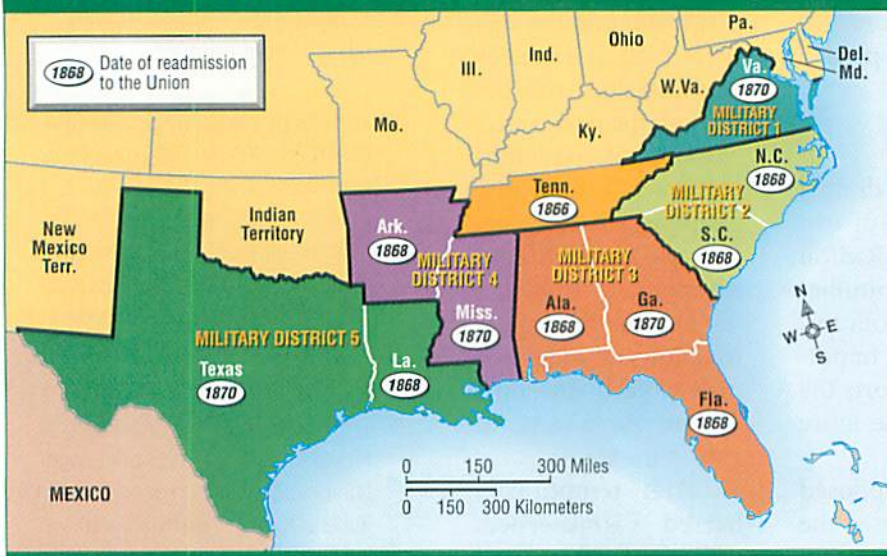 1868 Date of readmission
to the Union
Pa.
Ohio
Ind.
Ill.
Del.
Md.
W.Va.
Va.
1870
MILITARY
DISTRICT 1
Mo.
Ky.
N.C.
1868
MILITARY
DISTRICT 2
S.C.
1868
Tenn.
1866
New
Mexico
Terr.
Indian
Territory
Ark.
1868
MILITARY
DISTRICT 4
Miss.
1870
MILITARY
DISTRICT 3
Ala.
1868
Ga.
1870
Fla.
1868
MILITARY DISTRICT 5
Texas
1870
La.
1868
N
W E
S
0 150 300 Miles
0 150 300 Kilometers
MEXICO